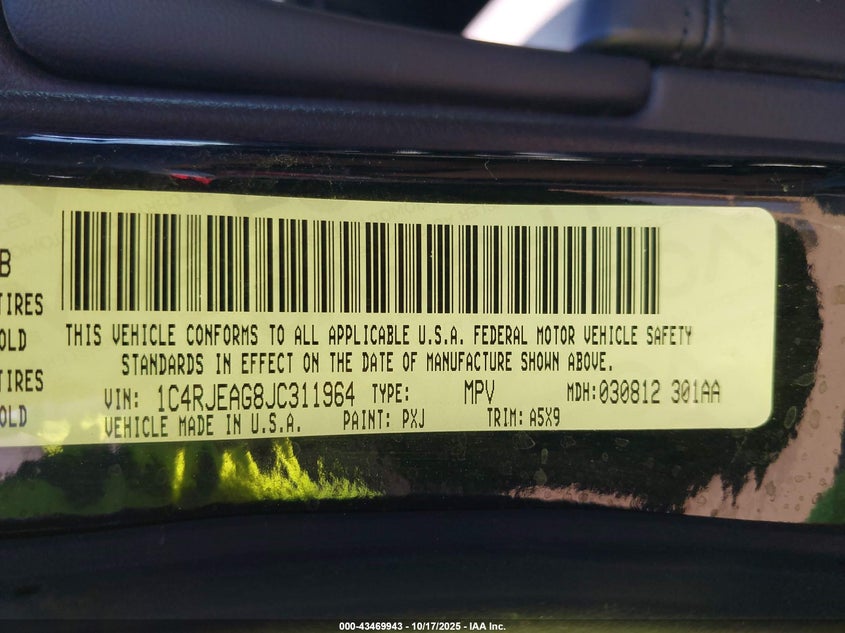 B
TIRES
OLD
TIRES
OLD
THIS VEHICLE CONFORMS TO ALL APPLICABLE U.S.A. FEDERAL MOTOR VEHICLE SAFETY
STANDARDS IN EFFECT ON THE DATE OF MANUFACTURE SHOWN ABOVE.
VIN: 1C4RJEAG8JC311964 TYPE: MPV MDH: 030812 301AA
VEHICLE MADE IN U.S.A. PAINT: PXJ TRIM: A5X9
000-43469943 - 10/17/2025 - IAA Inc.